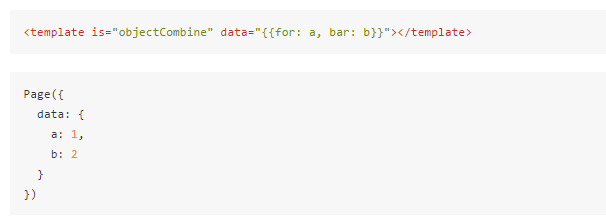 <template is="objectCombine" data="{{for: a, bar: b}}"></template>
Page({
  data: {
    a: 1,
    b: 2
  }
})